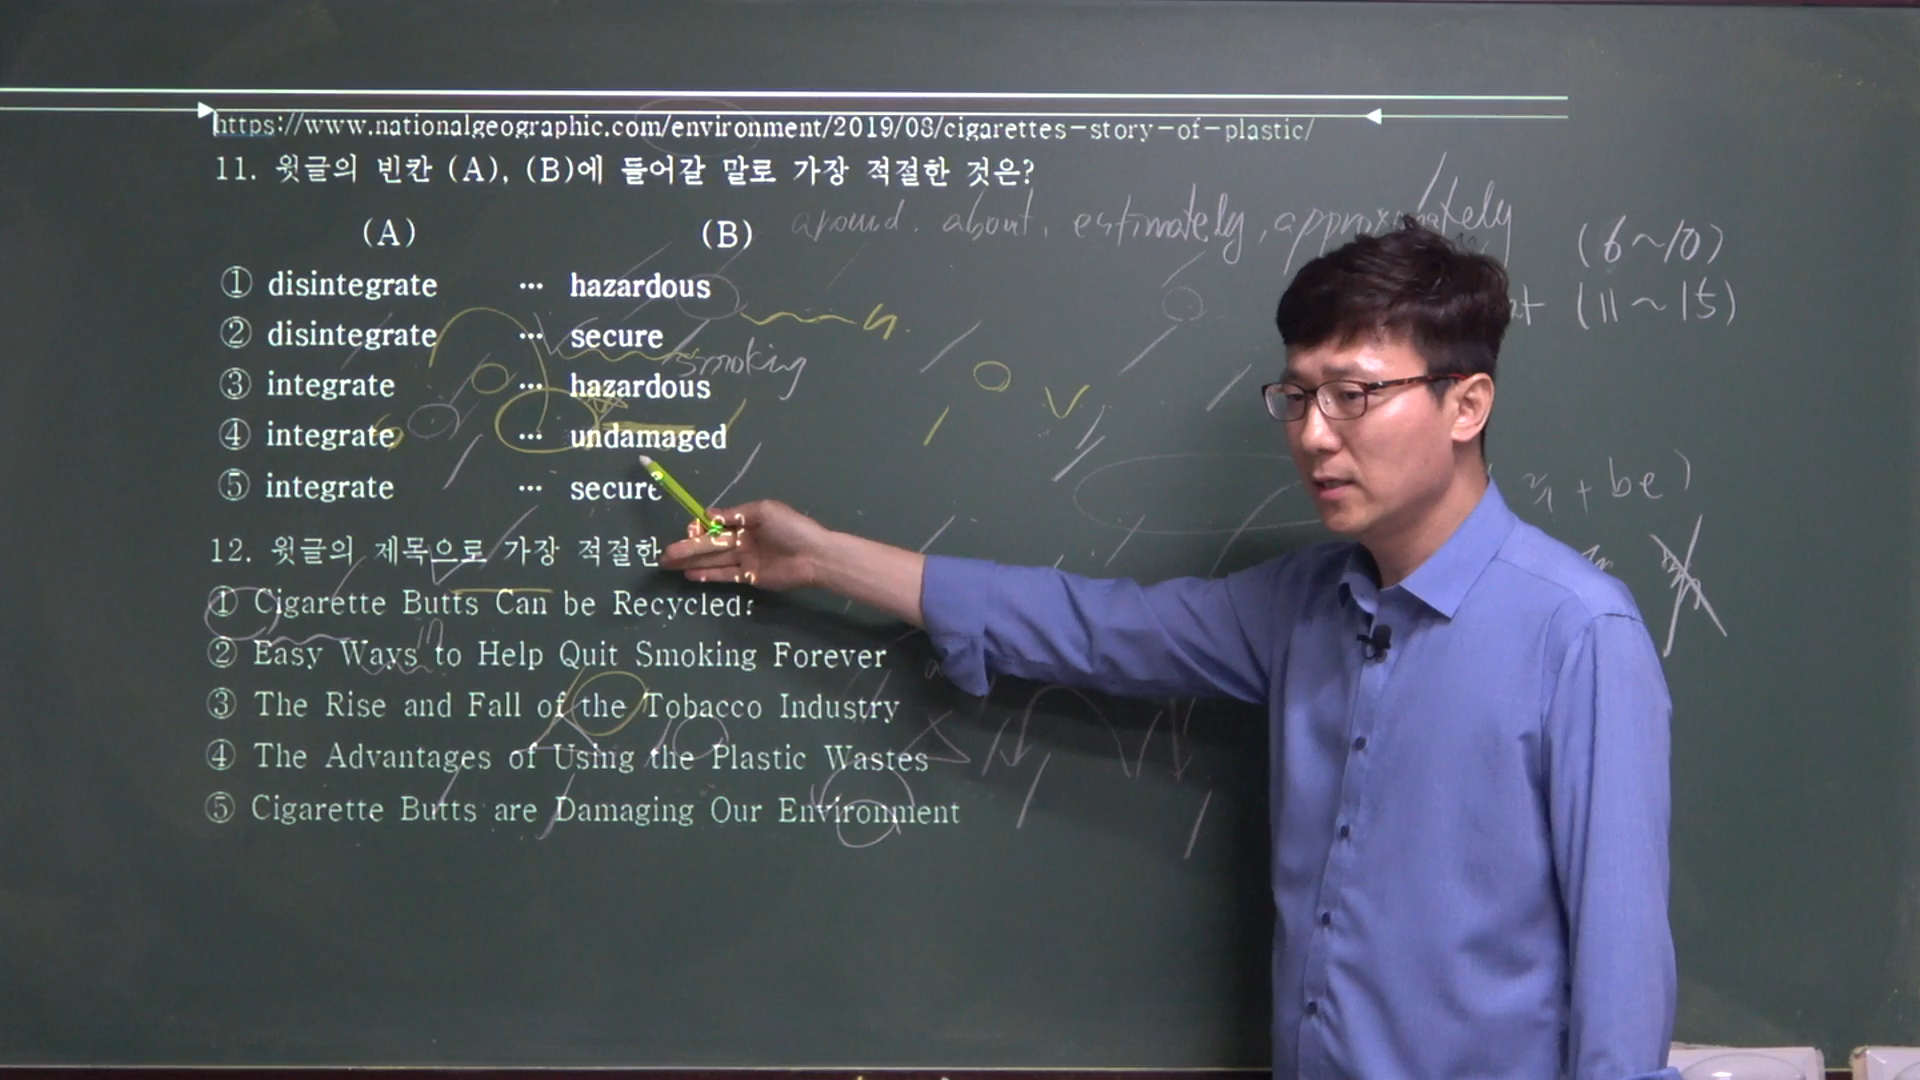 https://www.nationalgeographic.com/environment/2019/08/cigarettes-story-of-plastic/
11. 윗글의 빈칸 (A), (B)에 들어갈 말로 가장 적절한 것은?
around. about, estimately, approximately
(6~10)
(A) (B)
① disintegrate ... hazardous
(11~15)
② disintegrate ... secure
smoking
③ integrate ... hazardous
④ integrate ... undamaged
⑤ integrate ... secure
+ be)
12. 윗글의 제목으로 가장 적절한 은?
① Cigarette Butts Can be Recycled?
in
② Easy Ways to Help Quit Smoking Forever
③ The Rise and Fall of the Tobacco Industry
④ The Advantages of Using the Plastic Wastes
⑤ Cigarette Butts are Damaging Our Environment